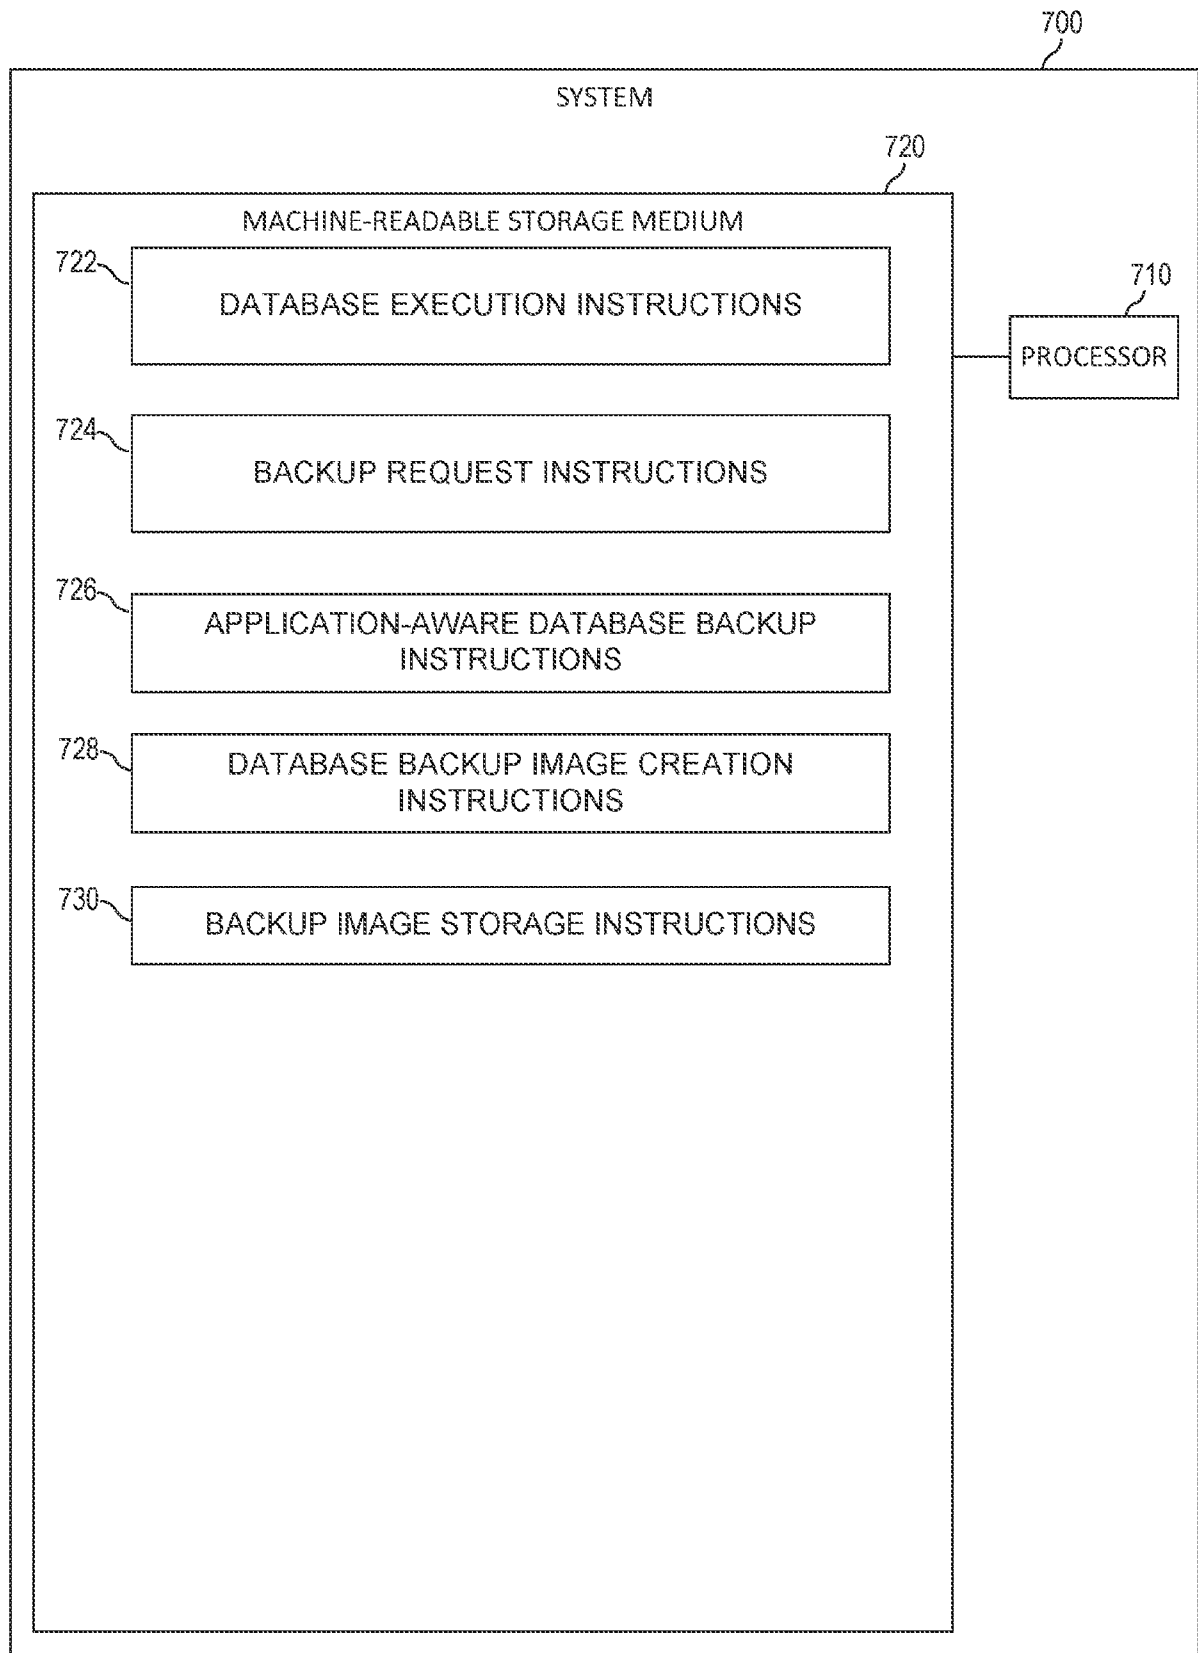 700
SYSTEM
720
MACHINE-READABLE STORAGE MEDIUM
722
DATABASE EXECUTION INSTRUCTIONS
710
PROCESSOR
724
BACKUP REQUEST INSTRUCTIONS
726
APPLICATION-AWARE DATABASE BACKUP
INSTRUCTIONS
728
DATABASE BACKUP IMAGE CREATION
INSTRUCTIONS
730
BACKUP IMAGE STORAGE INSTRUCTIONS